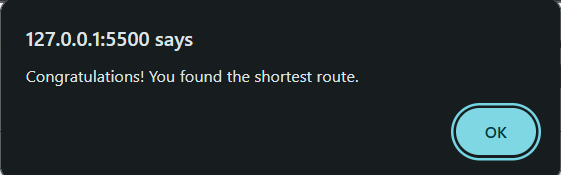 127.0.0.1:5500 says
Congratulations! You found the shortest route.
OK